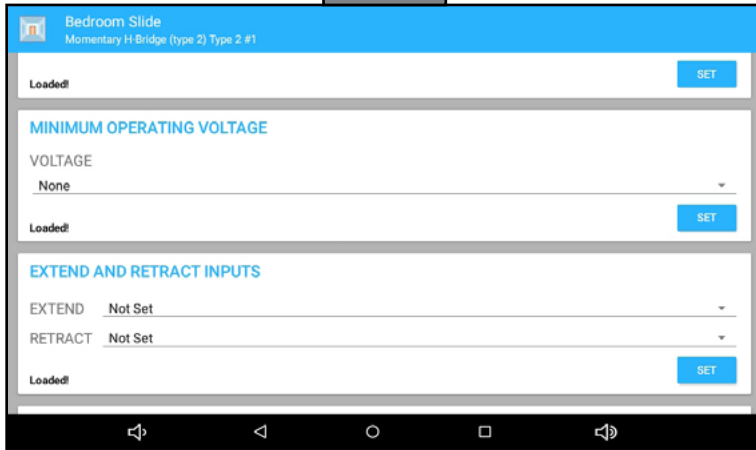 Bedroom Slide
Momentary H-Bridge (type 2) Type 2 #1
SET
Loaded!
MINIMUM OPERATING VOLTAGE
VOLTAGE
None
SET
Loaded!
EXTEND AND RETRACT INPUTS
EXTEND Not Set
RETRACT Not Set
SET
Loaded!